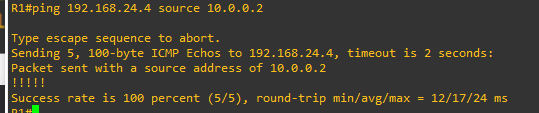 R1#ping 192.168.24.4 source 10.0.0.2
Type escape sequence to abort.
Sending 5, 100-byte ICMP Echos to 192.168.24.4, timeout is 2 seconds:
Packet sent with a source address of 10.0.0.2
!!!!!
Success rate is 100 percent (5/5), round-trip min/avg/max = 12/17/24 ms
R1#